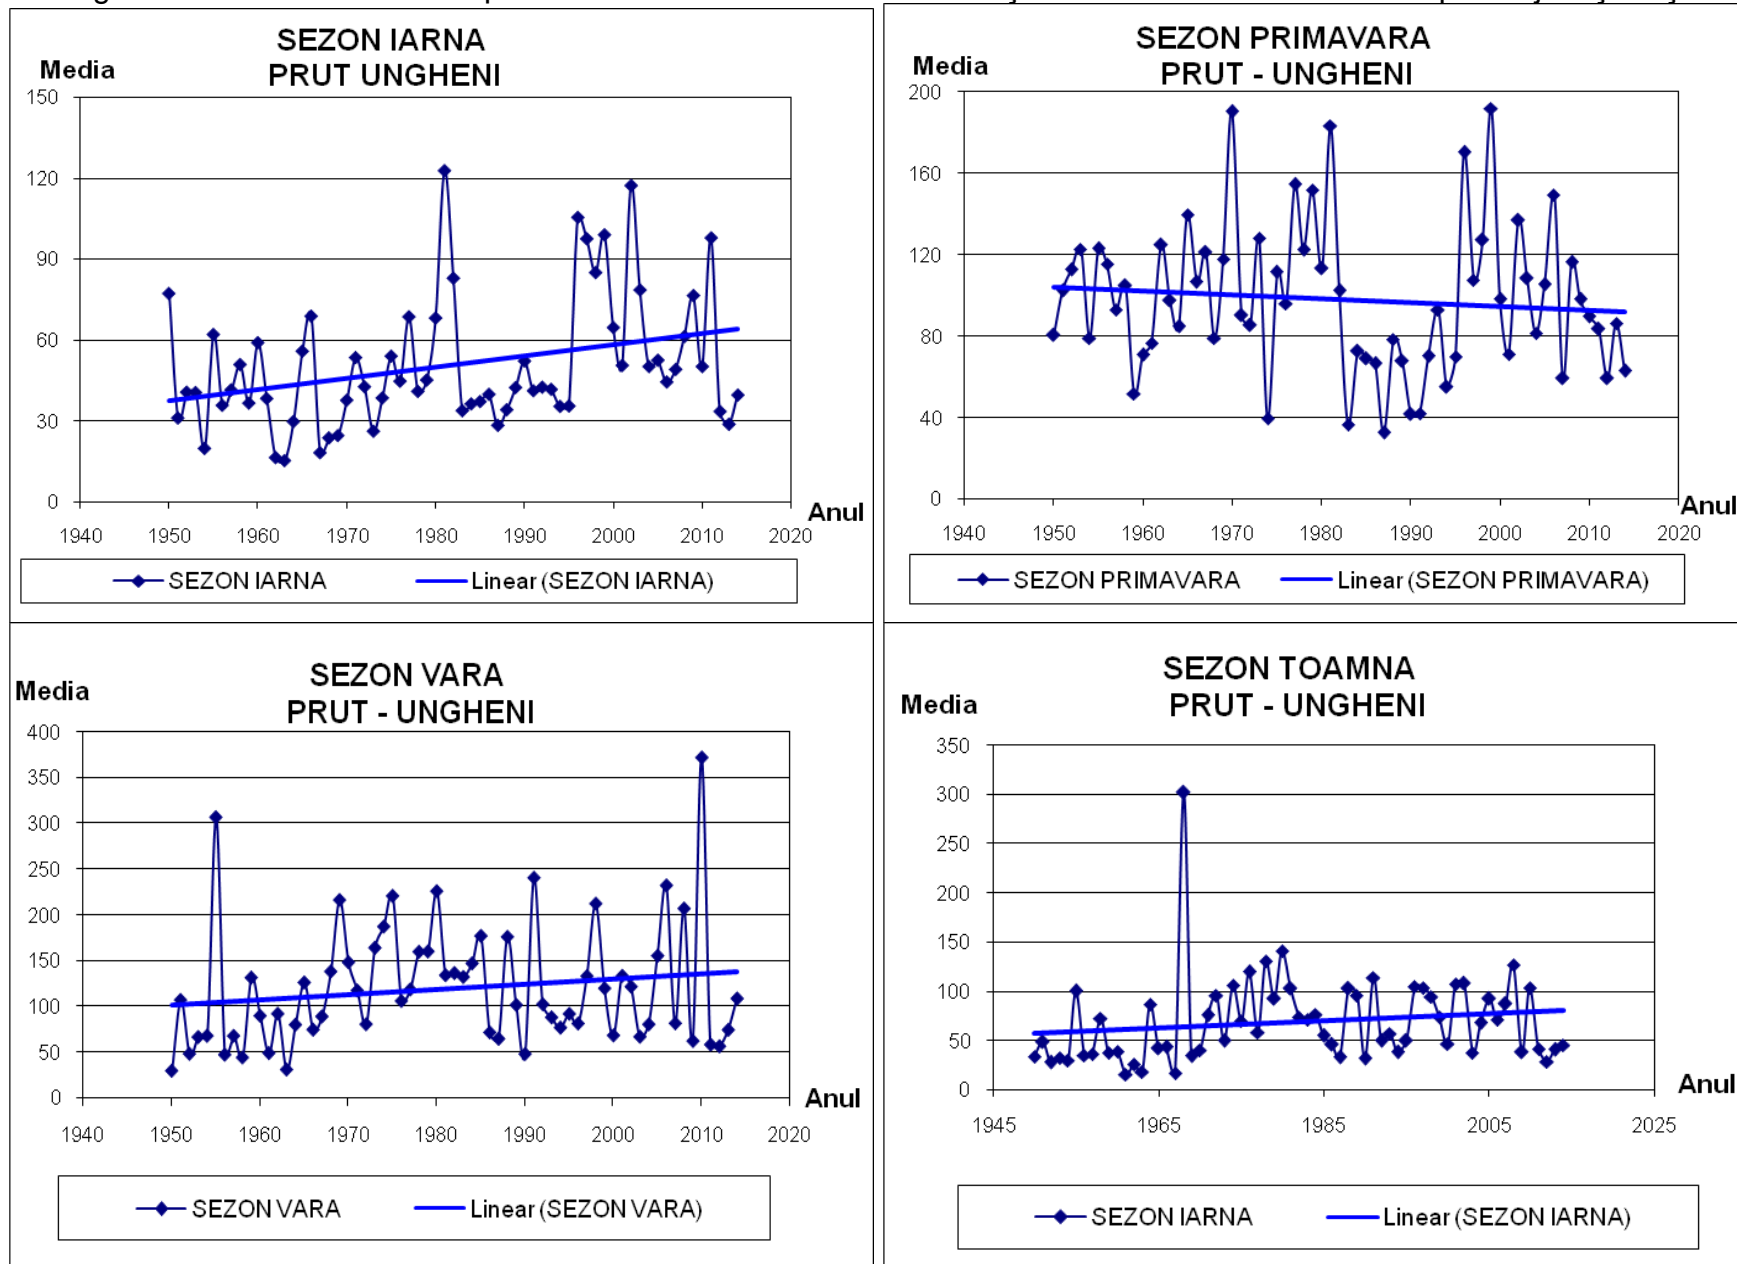 SEZON IARNA
PRUT UNGHENI
Media
150
120
90
60
30
0
Anul
1940 1950 1960 1970 1980 1990 2000 2010 2020
SEZON IARNA Linear (SEZON IARNA)
SEZON PRIMAVARA
PRUT - UNGHENI
Media
200
160
120
80
40
0
Anul
1940 1950 1960 1970 1980 1990 2000 2010 2020
SEZON PRIMAVARA Linear (SEZON PRIMAVARA)
SEZON VARA
PRUT - UNGHENI
Media
400
350
300
250
200
150
100
50
0
Anul
1940 1950 1960 1970 1980 1990 2000 2010 2020
SEZON VARA Linear (SEZON VARA)
SEZON TOAMNA
PRUT - UNGHENI
Media
350
300
250
200
150
100
50
0
Anul
1945 1965 1985 2005 2025
SEZON IARNA Linear (SEZON IARNA)